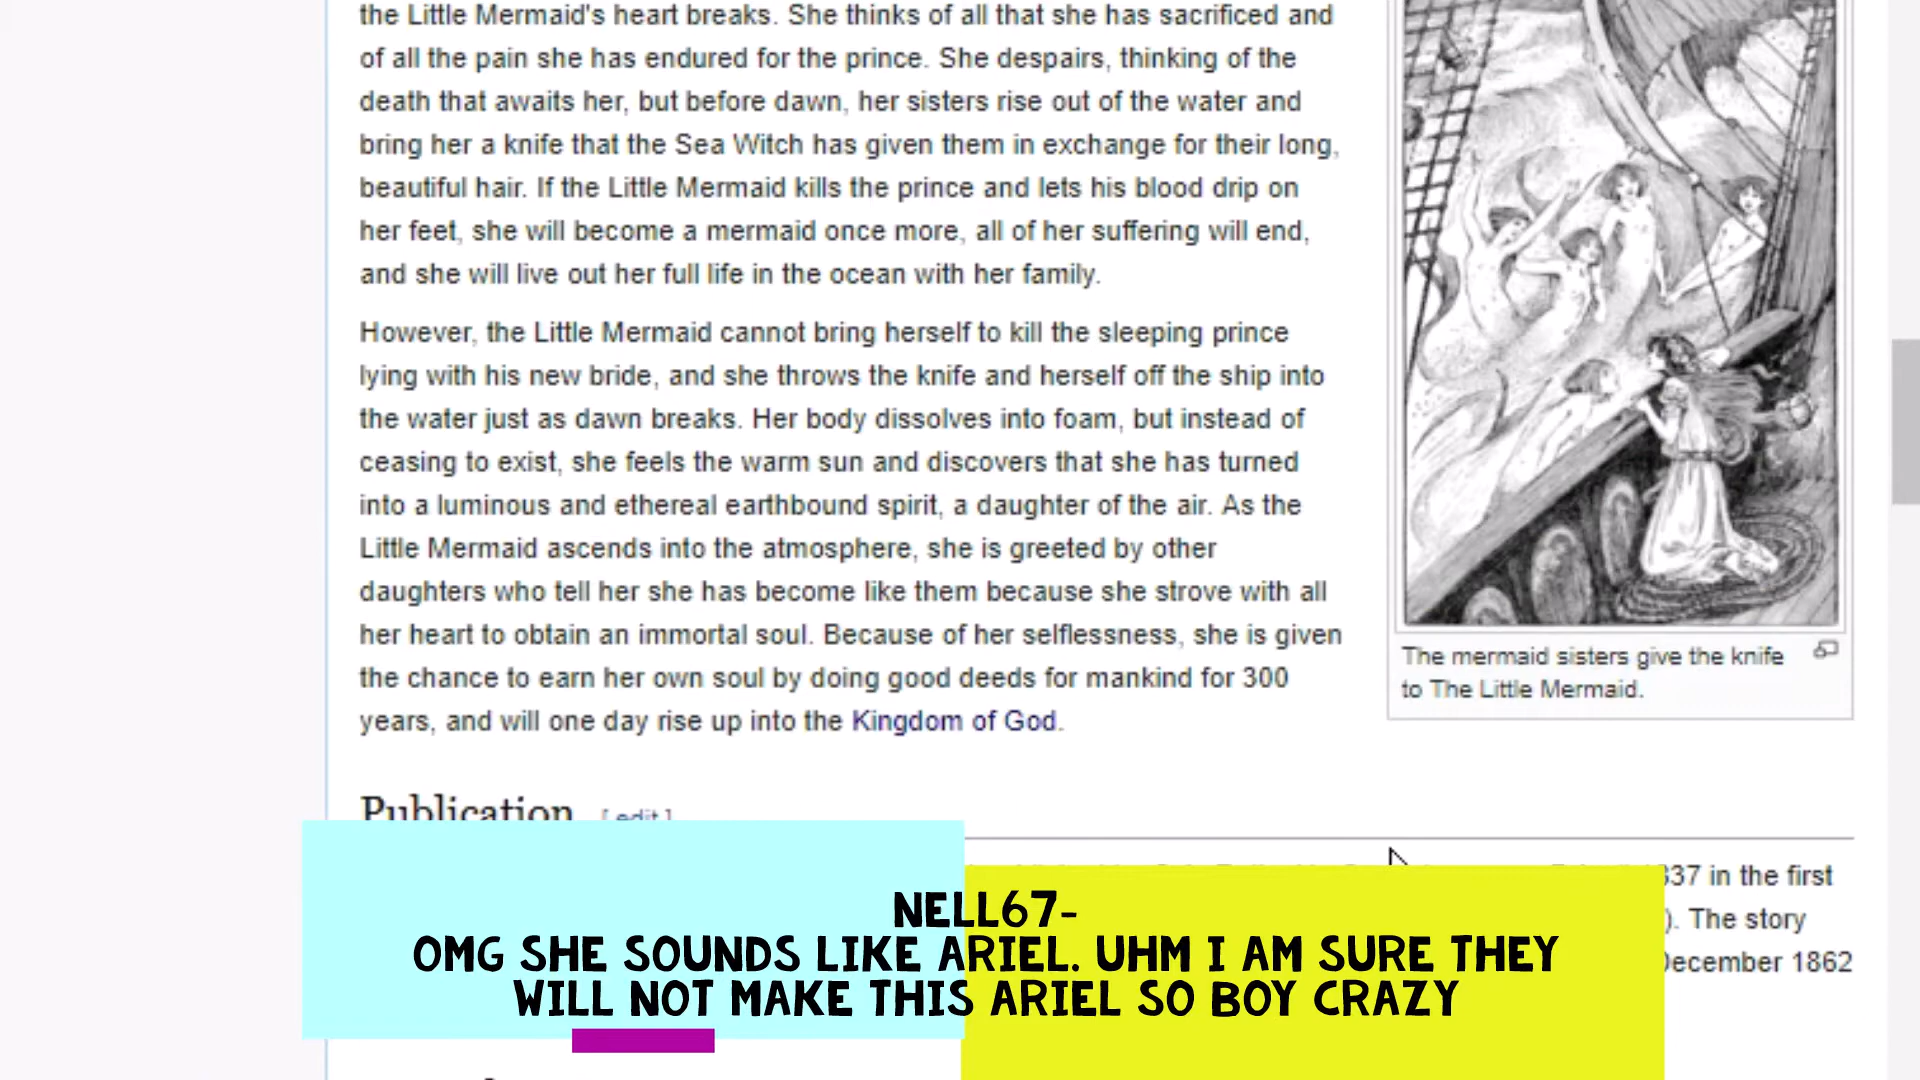 the Little Mermaid's heart breaks. She thinks of all that she has sacrificed and
of all the pain she has endured for the prince. She despairs, thinking of the
death that awaits her, but before dawn, her sisters rise out of the water and
bring her a knife that the Sea Witch has given them in exchange for their long,
beautiful hair. If the Little Mermaid kills the prince and lets his blood drip on
her feet, she will become a mermaid once more, all of her suffering will end,
and she will live out her full life in the ocean with her family.
However, the Little Mermaid cannot bring herself to kill the sleeping prince
lying with his new bride, and she throws the knife and herself off the ship into
the water just as dawn breaks. Her body dissolves into foam, but instead of
ceasing to exist, she feels the warm sun and discovers that she has turned
into a luminous and ethereal earthbound spirit, a daughter of the air. As the
Little Mermaid ascends into the atmosphere, she is greeted by other
daughters who tell her she has become like them because she strove with all
her heart to obtain an immortal soul. Because of her selflessness, she is given
the chance to earn her own soul by doing good deeds for mankind for 300
years, and will one day rise up into the Kingdom of God.
The mermaid sisters give the knife
to The Little Mermaid.
Publication [ edit ]
337 in the first
). The story
December 1862
NELL67-
OMG SHE SOUNDS LIKE ARIEL. UHM I AM SURE THEY
WILL NOT MAKE THIS ARIEL SO BOY CRAZY